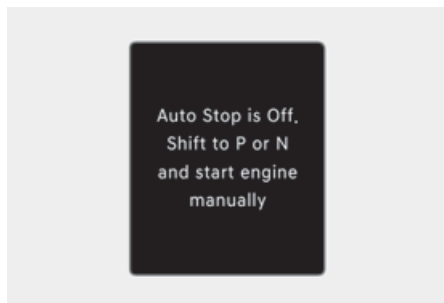 Auto Stop is Off.
Shift to P or N
and start engine
manually